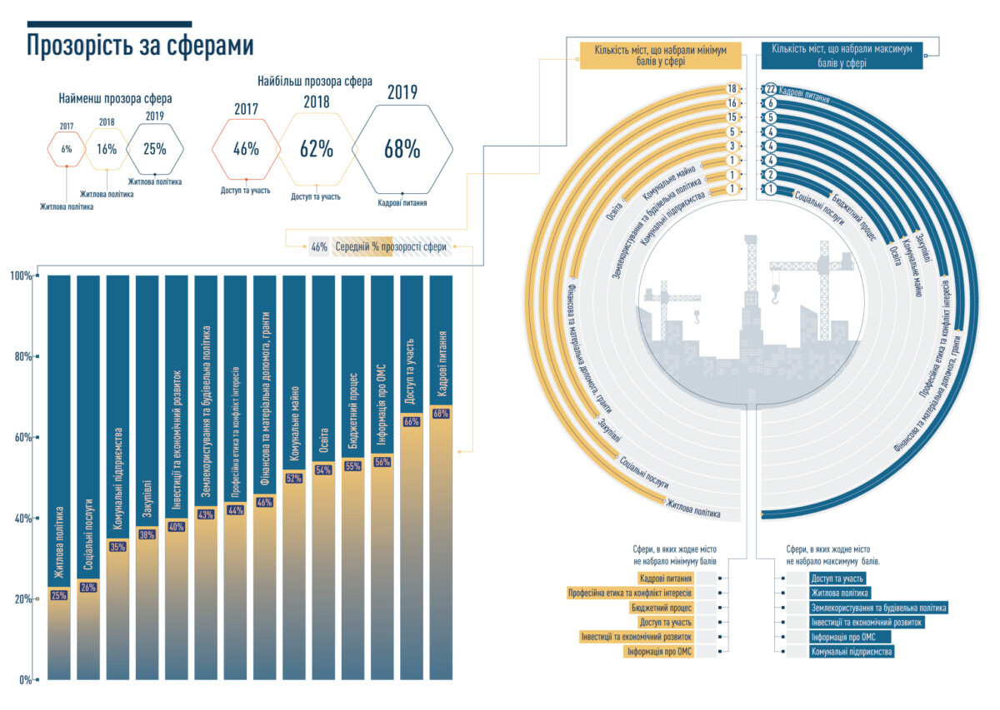 Прозорість за сферами
Найменш прозора сфера
2017
2018
2019
6%
16%
25%
Житлова політика
Житлова політика
Житлова політика
Найбільш прозора сфера
2017
2018
2019
46%
62%
68%
Доступ та участь
Доступ та участь
Кадрові питання
46%
Середній % прозорості сфери
100%
80%
60%
40%
20%
0%
Житлова політика
25%
Соціальні послуги
26%
Комунальні підприємства
35%
Закупівлі
38%
Інвестиції та економічний розвиток
40%
Землекористування та будівельна політика
43%
Професійна етика та конфлікт інтересів
44%
Фінансова та матеріальна допомога, гранти
46%
Комунальне майно
52%
Освіта
54%
Бюджетний процес
55%
Інформація про ОМС
56%
Доступ та участь
66%
Кадрові питання
68%
Кількість міст, що набрали мінімум
балів у сфері
18
16
15
5
3
1
1
1
Житлова політика
Соціальні послуги
Закупівлі
Фінансова та матеріальна допомога, гранти
Освіта
Комунальне майно
Землекористування та будівельна політика
Комунальні підприємства
Кількість міст, що набрали максимум
балів у сфері
22
6
5
4
4
4
2
1
Кадрові питання
Фінансова та матеріальна допомога, гранти
Професійна етика та конфлікт інтересів
Закупівлі
Комунальне майно
Освіта
Бюджетний процес
Соціальні послуги
Сфери, в яких жодне місто
не набрало мінімуму балів
Кадрові питання
Професійна етика та конфлікт інтересів
Бюджетний процес
Доступ та участь
Інвестиції та економічний розвиток
Інформація про ОМС
Сфери, в яких жодне місто
не набрало максимуму балів.
Доступ та участь
Житлова політика
Землекористування та будівельна політика
Інвестиції та економічний розвиток
Інформація про ОМС
Комунальні підприємства